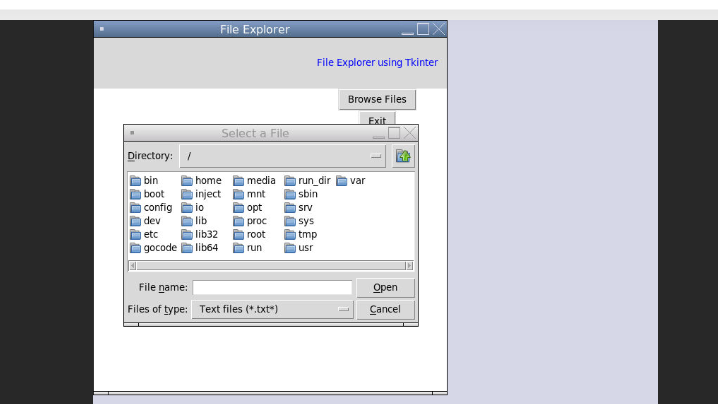 File Explorer
File Explorer using Tkinter
Browse Files
Exit
Select a File
Directory: /
bin home media run_dir var
boot inject mnt sbin
config io opt srv
dev lib proc sys
etc lib32 root tmp
gocode lib64 run usr
File name: Open
Files of type: Text files (*.txt*) Cancel